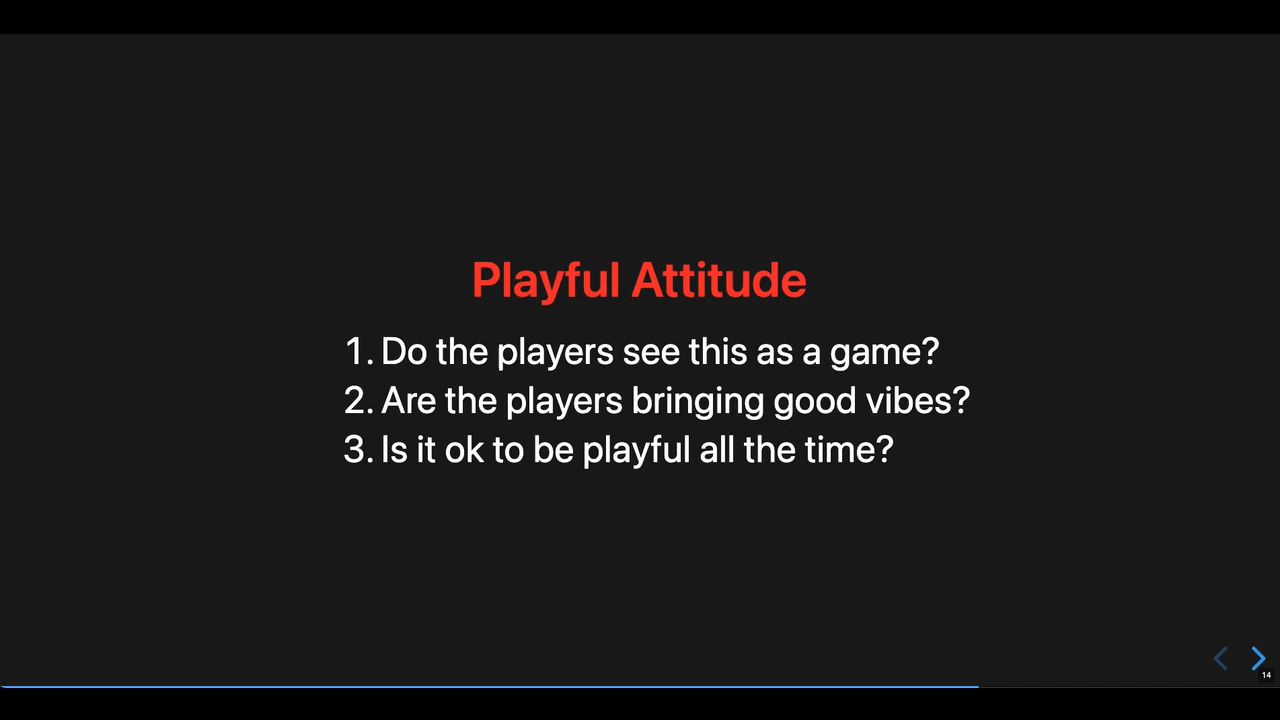 Playful Attitude
1. Do the players see this as a game?
2. Are the players bringing good vibes?
3. Is it ok to be playful all the time?
14